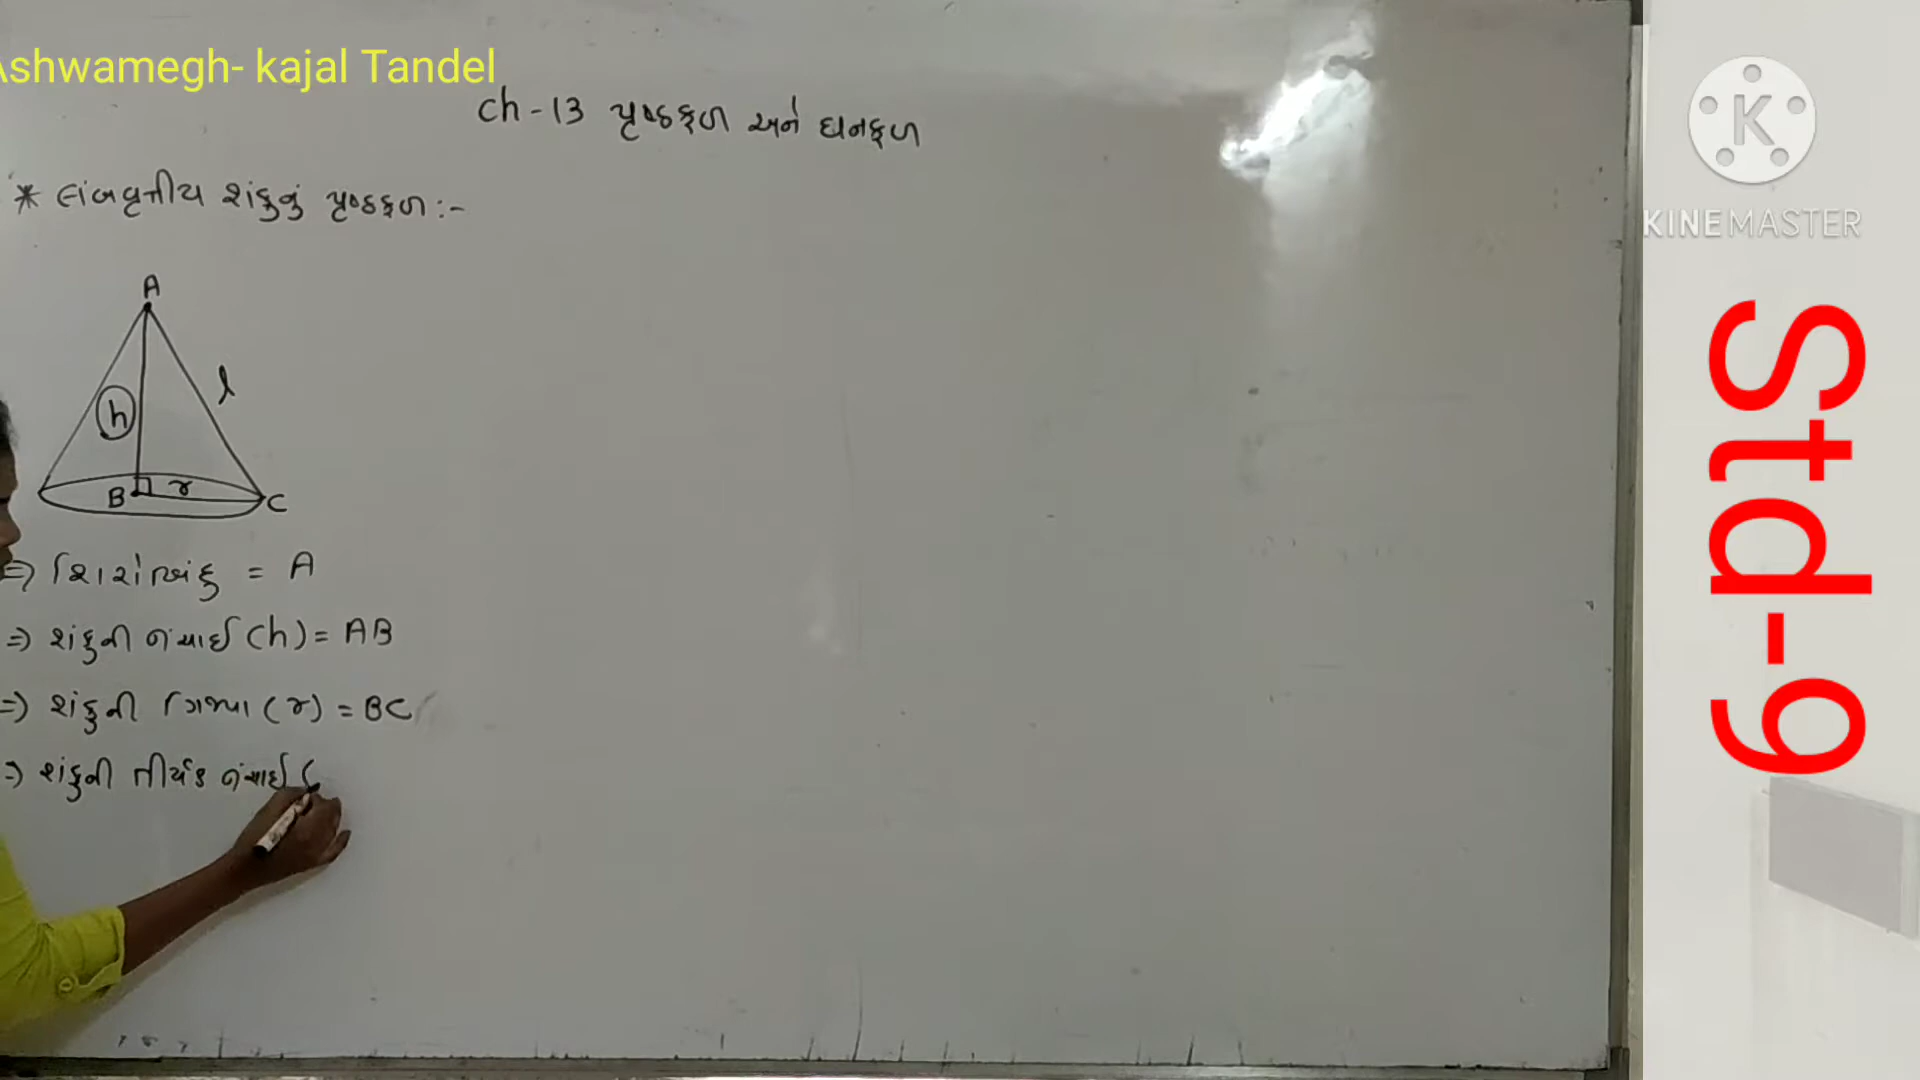 Ashwamegh- kajal Tandel
ch - 13 પૃષ્ઠફળ અને ઘનફળ
* લંબવૃત્તીય શંકુનું પૃષ્ઠફળ :-
A
h
l
B
r
C
⇒ શિરોબિંદુ = A
⇒ શંકુની ઊંચાઈ (h) = AB
⇒ શંકુની ત્રિજ્યા (r) = BC
⇒ શંકુની તીર્યક ઊંચાઈ (
K
KINEMASTER
Std-9